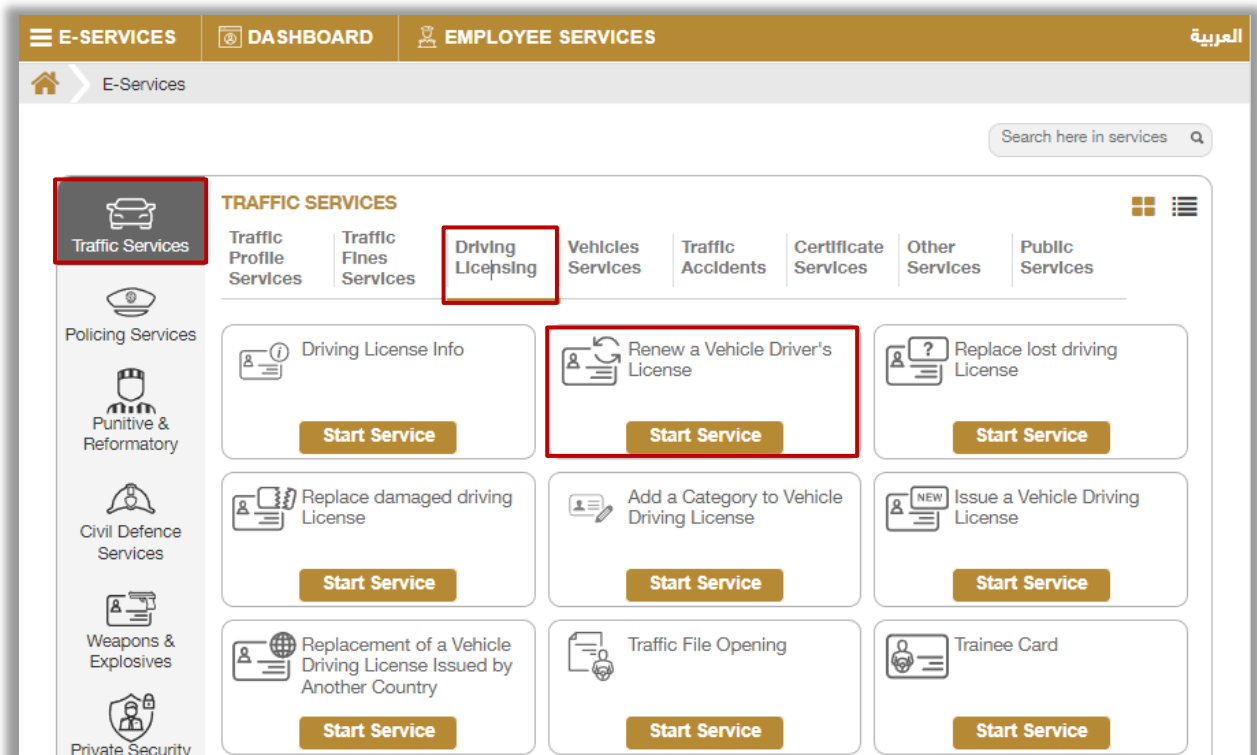 E-SERVICES
DASHBOARD
EMPLOYEE SERVICES
العربية
E-Services
Search here in services
Traffic Services
Policing Services
Punitive &
Reformatory
Civil Defence
Services
Weapons &
Explosives
Private Security
TRAFFIC SERVICES
Traffic
Profile
Services
Traffic
Fines
Services
Driving
Licensing
Vehicles
Services
Traffic
Accidents
Certificate
Services
Other
Services
Public
Services
Driving License Info
Start Service
Renew a Vehicle Driver's
License
Start Service
?
Replace lost driving
License
Start Service
Replace damaged driving
License
Start Service
Add a Category to Vehicle
Driving License
Start Service
NEW
Issue a Vehicle Driving
License
Start Service
Replacement of a Vehicle
Driving License Issued by
Another Country
Start Service
Traffic File Opening
Start Service
Trainee Card
Start Service